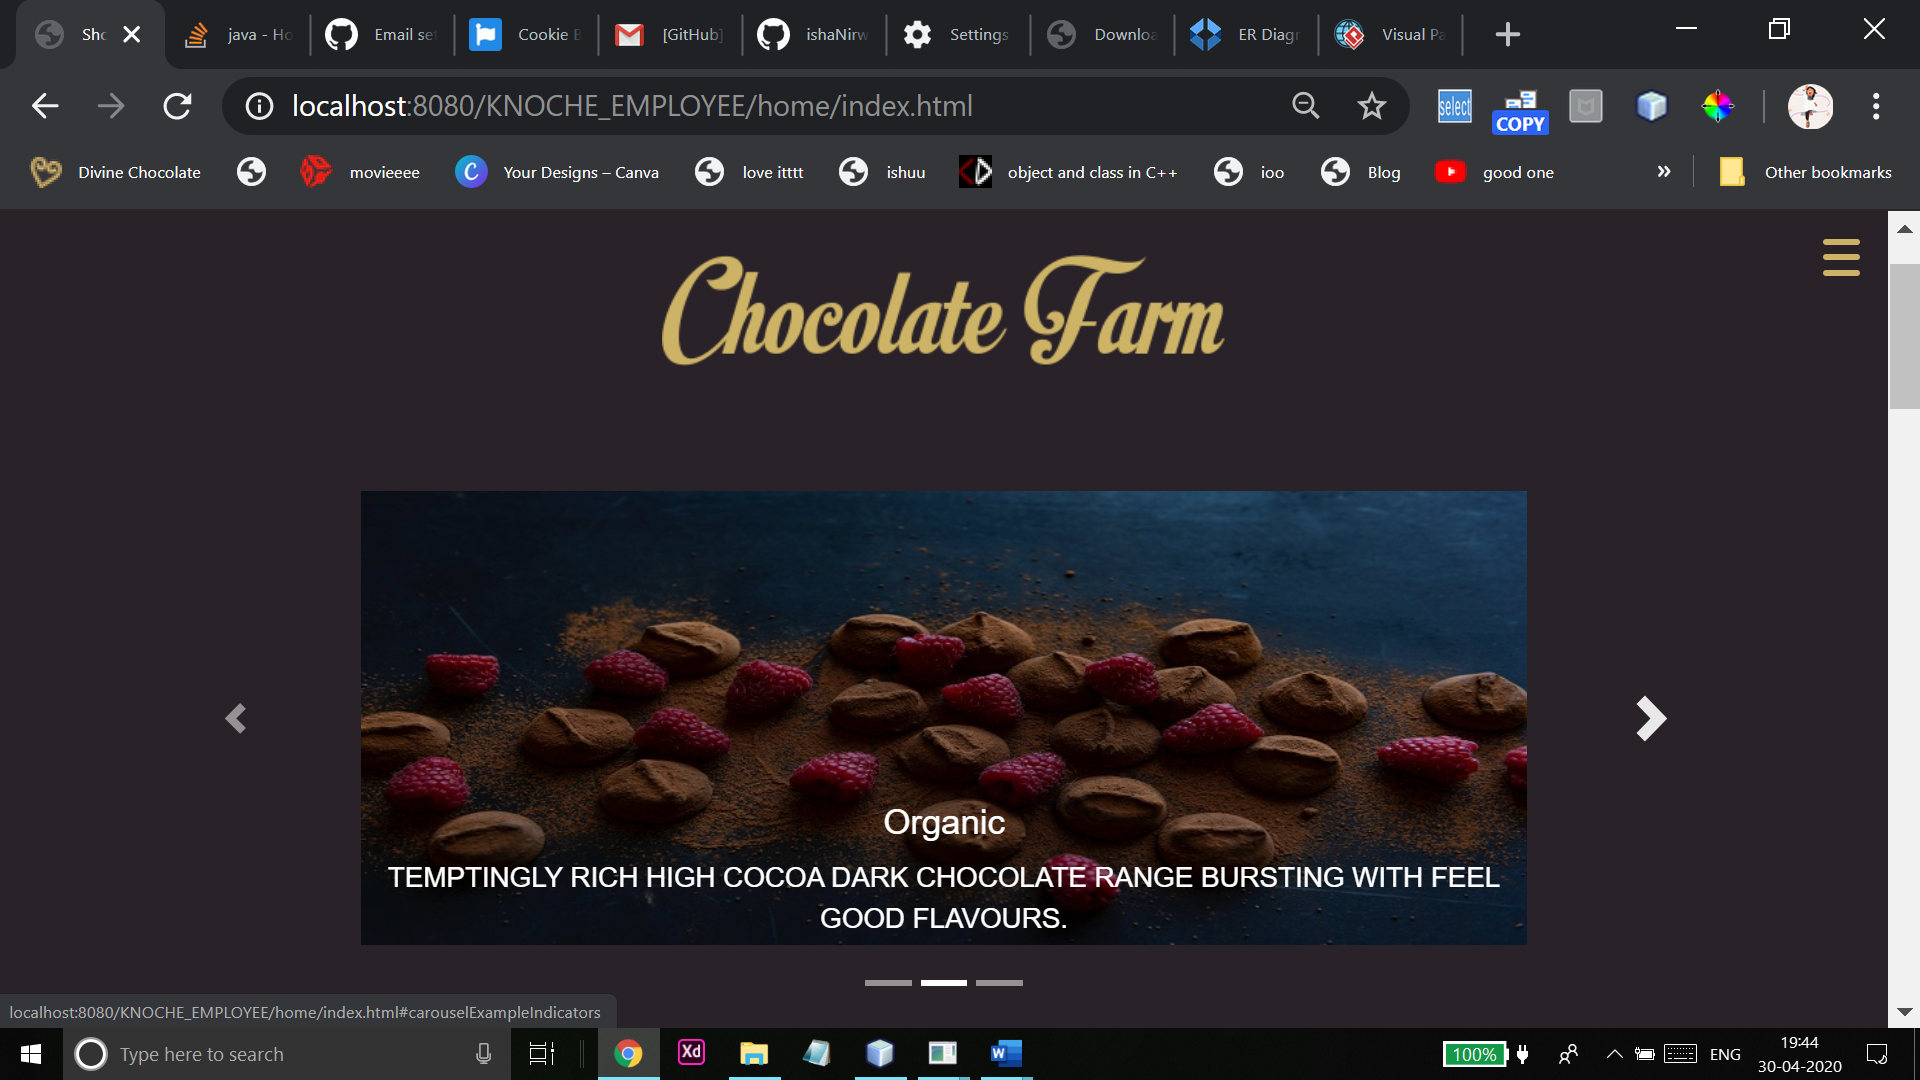 Sho
java - Ho
Email set
Cookie B
[GitHub]
ishaNirw
Settings
Downloa
ER Diagr
Visual Pa
localhost:8080/KNOCHE_EMPLOYEE/home/index.html
select
COPY
Divine Chocolate
movieeee
Your Designs – Canva
love itttt
ishuu
object and class in C++
ioo
Blog
good one
»
Other bookmarks
Chocolate Farm
Organic
TEMPTINGLY RICH HIGH COCOA DARK CHOCOLATE RANGE BURSTING WITH FEEL
GOOD FLAVOURS.
localhost:8080/KNOCHE_EMPLOYEE/home/index.html#carouselExampleIndicators
Type here to search
Xd
W
100%
ENG
19:44
30-04-2020